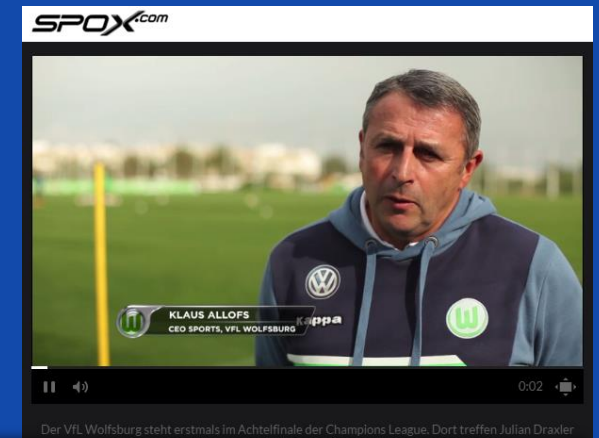 SPOX.com
KLAUS ALLOFS
CEO SPORTS, VFL WOLFSBURG
Kappa
0:02
Der VfL Wolfsburg steht erstmals im Achtelfinale der Champions League. Dort treffen Julian Draxler